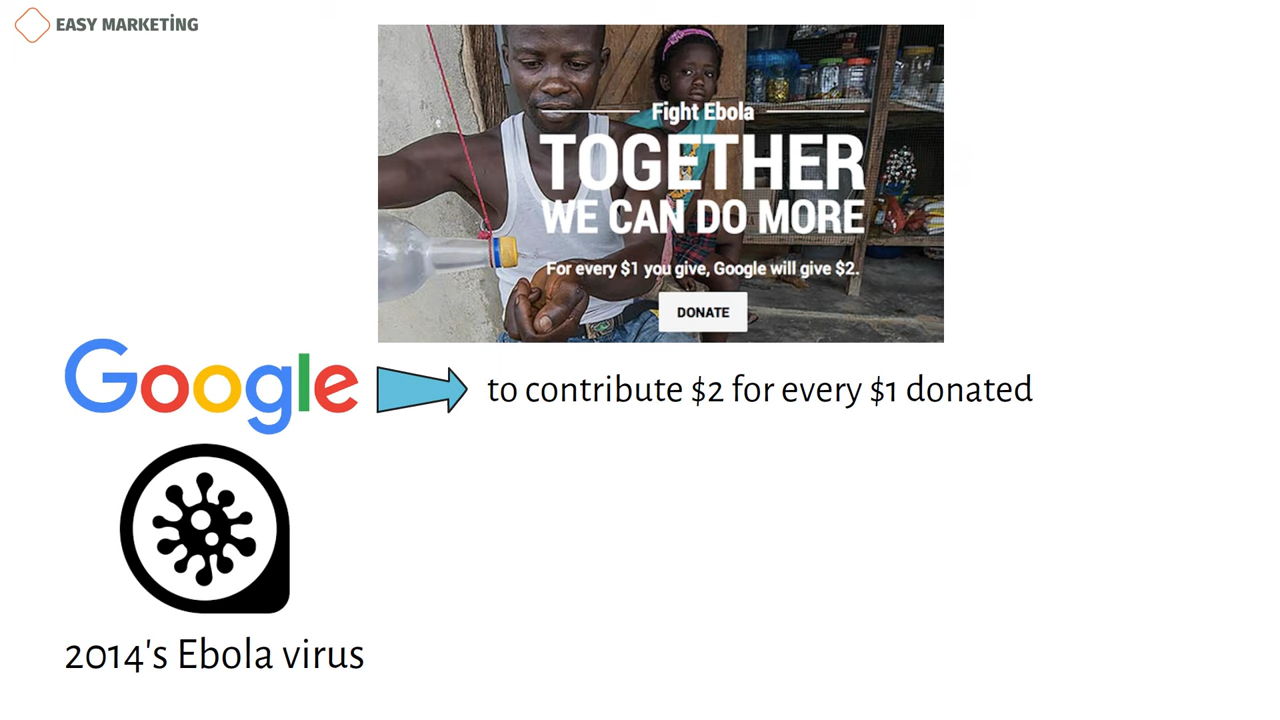 EASY MARKETİNG
Fight Ebola
TOGETHER
WE CAN DO MORE
For every $1 you give, Google will give $2.
DONATE
Google
to contribute $2 for every $1 donated
2014's Ebola virus